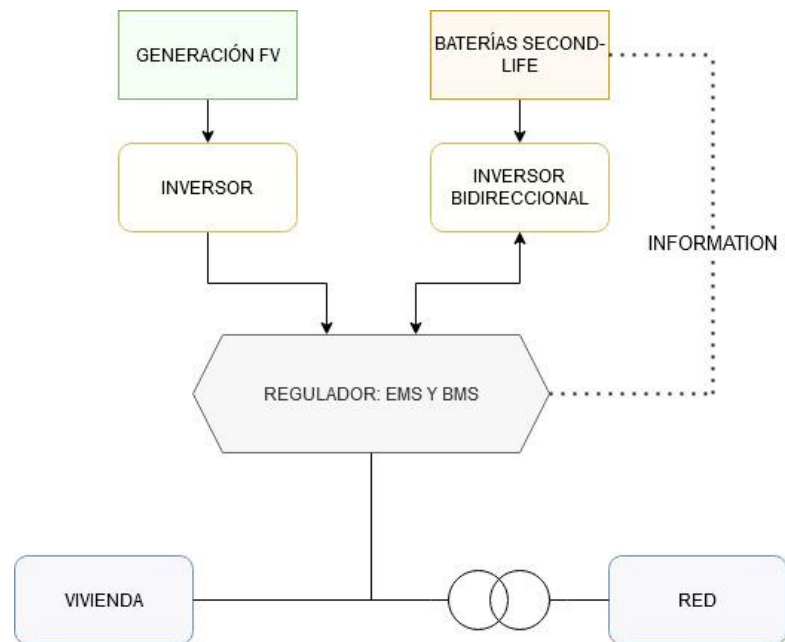 GENERACIÓN FV
BATERÍAS SECOND-
LIFE
INVERSOR
INVERSOR
BIDIRECCIONAL
INFORMATION
REGULADOR: EMS Y BMS
VIVIENDA
RED